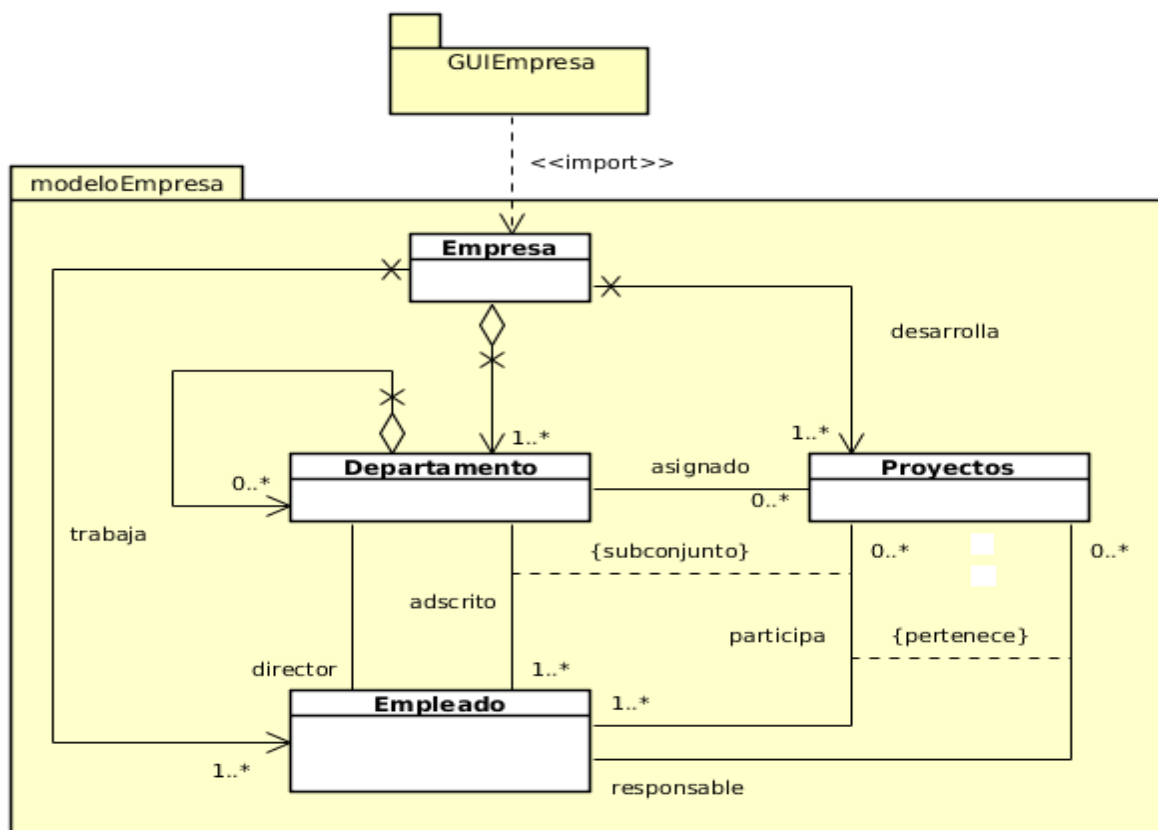 GUIEmpresa
<<import>>
modeloEmpresa
Empresa
desarrolla
1..*
1..*
Departamento
asignado
Proyectos
0..*
0..*
trabaja
{subconjunto}
0..*
0..*
adscrito
participa
{pertenece}
director
1..*
Empleado
1..*
1..*
responsable